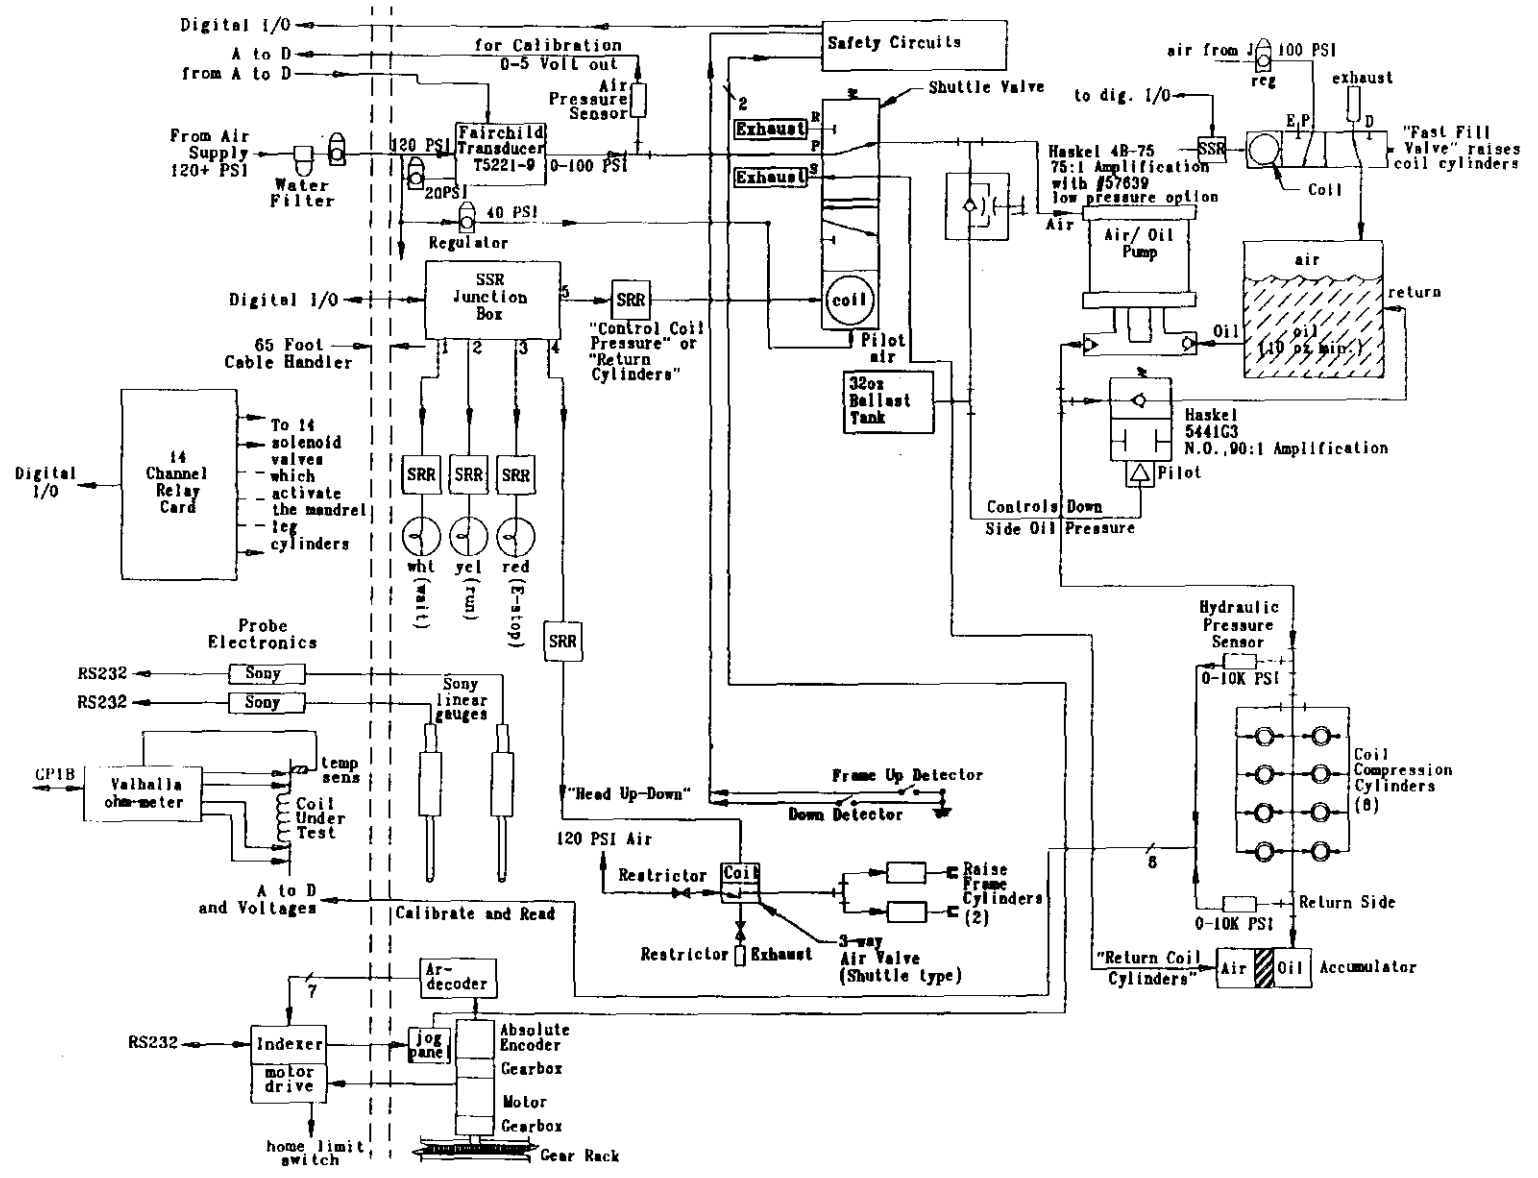 Digital I/O
A to D
from A to D
for Calibration
0-5 Volt out
Air
Pressure
Sensor
Safety Circuits
2
Shuttle Valve
air from J
100 PSI
reg
exhaust
to dig. I/O
From Air
Supply
120+ PSI
Water
Filter
120 PSI
20PSI
Fairchild
Transducer
T5221-9
0-100 PSI
Exhaust
R
P
Exhaust
S
40 PSI
Regulator
Haskel 4B-75
75:1 Amplification
with #57639
low pressure option
SSR
E P
D
Coil
"Fast Fill
Valve" raises
coil cylinders
Air
Air/ Oil
Pump
air
oil
(10 oz min.)
return
Oil
Digital I/O
SSR
Junction
Box
5
1
2
3
4
SRR
"Control Coil
Pressure" or
"Return
Cylinders"
coil
Pilot
air
65 Foot
Cable Handler
32oz
Ballast
Tank
Haskel
5441G3
N.O.,90:1 Amplification
Pilot
Controls Down
Side Oil Pressure
Digital
I/O
14
Channel
Relay
Card
To 14
solenoid
valves
which
activate
the mandrel
leg
cylinders
SRR
SRR
SRR
wht
(wait)
yel
(run)
red
(E-stop)
SRR
Probe
Electronics
RS232
Sony
RS232
Sony
Sony
linear
gauges
Hydraulic
Pressure
Sensor
0-10K PSI
Coil
Compression
Cylinders
(8)
GPIB
Valhalla
ohm-meter
temp
sens
Coil
Under
Test
"Head Up-Down"
Frame Up Detector
Down Detector
120 PSI Air
Restrictor
Coil
Raise
Frame
Cylinders
(2)
8
Restrictor
Exhaust
3-way
Air Valve
(Shuttle type)
A to D
and Voltages
Calibrate and Read
Return Side
0-10K PSI
"Return Coil
Cylinders"
Air
Oil
Accumulator
7
Ar-
decoder
RS232
Indexer
motor
drive
jog
panel
Absolute
Encoder
Gearbox
Motor
Gearbox
Gear Rack
home limit
switch